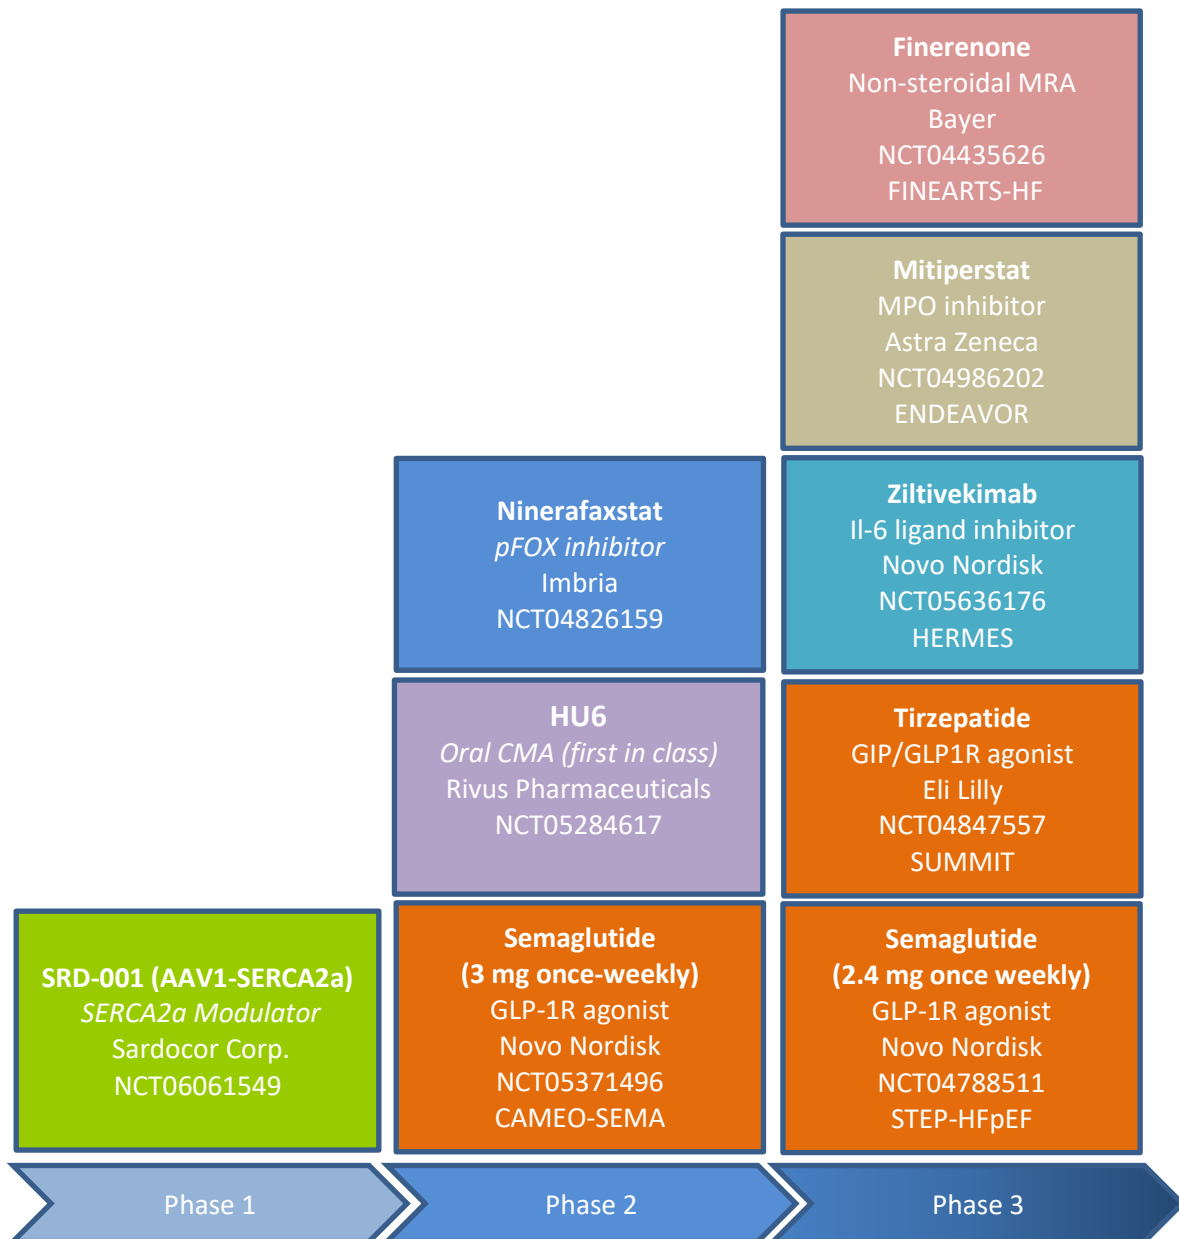 Finerenone
Non-steroidal MRA
Bayer
NCT04435626
FINEARTS-HF
Mitiperstat
MPO inhibitor
Astra Zeneca
NCT04986202
ENDEAVOR
Ninerafaxstat
pFOX inhibitor
Imbria
NCT04826159
Ziltivekimab
Il-6 ligand inhibitor
Novo Nordisk
NCT05636176
HERMES
HU6
Oral CMA (first in class)
Rivus Pharmaceuticals
NCT05284617
Tirzepatide
GIP/GLP1R agonist
Eli Lilly
NCT04847557
SUMMIT
SRD-001 (AAV1-SERCA2a)
SERCA2a Modulator
Sardocor Corp.
NCT06061549
Semaglutide
(3 mg once-weekly)
GLP-1R agonist
Novo Nordisk
NCT05371496
CAMEO-SEMA
Semaglutide
(2.4 mg once weekly)
GLP-1R agonist
Novo Nordisk
NCT04788511
STEP-HFpEF
Phase 1
Phase 2
Phase 3